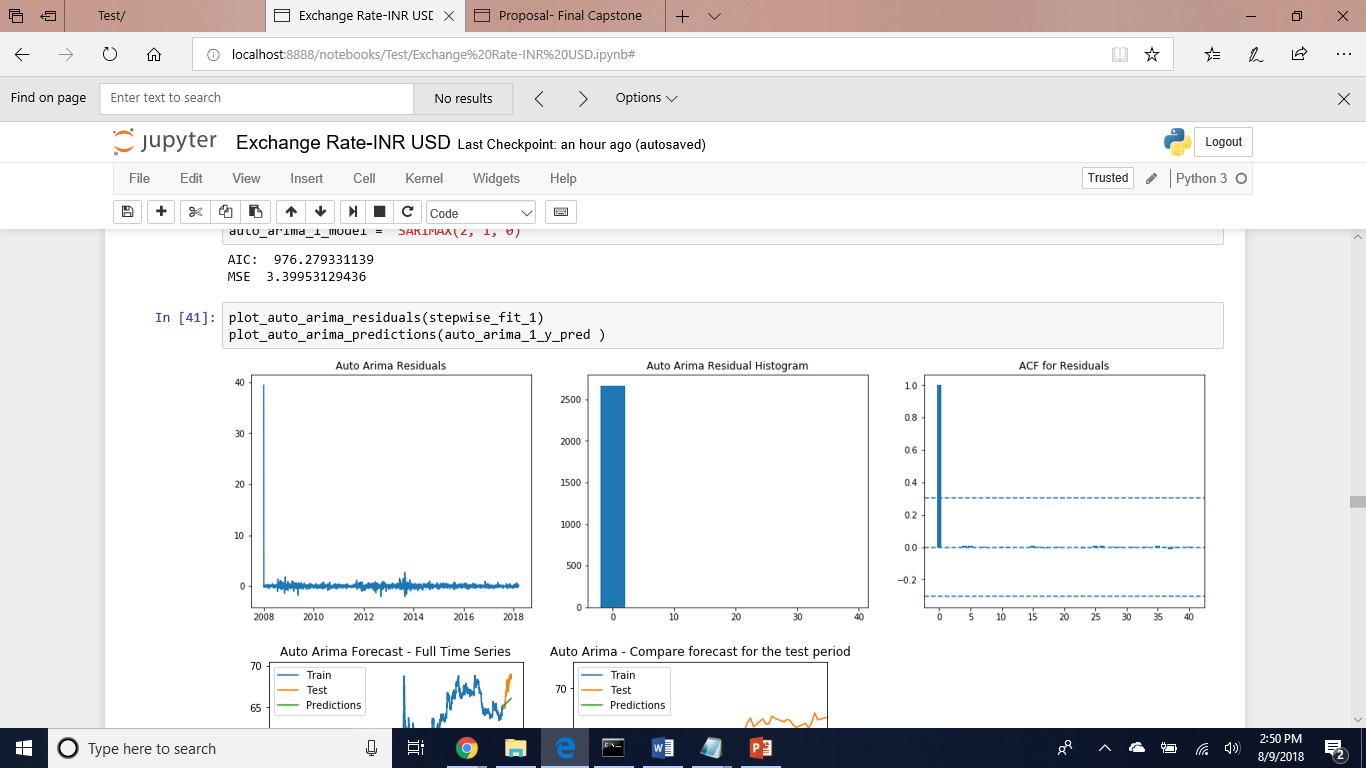 Test/
Exchange Rate-INR USD
Proposal- Final Capstone
localhost:8888/notebooks/Test/Exchange%20Rate-INR%20USD.ipynb#
Find on page
Enter text to search
No results
Options
jupyter
Exchange Rate-INR USD
Last Checkpoint: an hour ago (autosaved)
Logout
File
Edit
View
Insert
Cell
Kernel
Widgets
Help
Trusted
Python 3
Code
auto_arima_1_model = "SARIMAX(2, 1, 0)
AIC:  976.279331139
MSE  3.39953129436
In [41]:
plot_auto_arima_residuals(stepwise_fit_1)
plot_auto_arima_predictions(auto_arima_1_y_pred )
Auto Arima Residuals
40
30
20
10
0
2008 2010 2012 2014 2016 2018
Auto Arima Residual Histogram
2500
2000
1500
1000
500
0
0 10 20 30 40
ACF for Residuals
1.0
0.8
0.6
0.4
0.2
0.0
−0.2
0 5 10 15 20 25 30 35 40
Auto Arima Forecast - Full Time Series
70
65
Train
Test
Predictions
Auto Arima - Compare forecast for the test period
70
Train
Test
Predictions
Type here to search
2:50 PM
8/9/2018
2